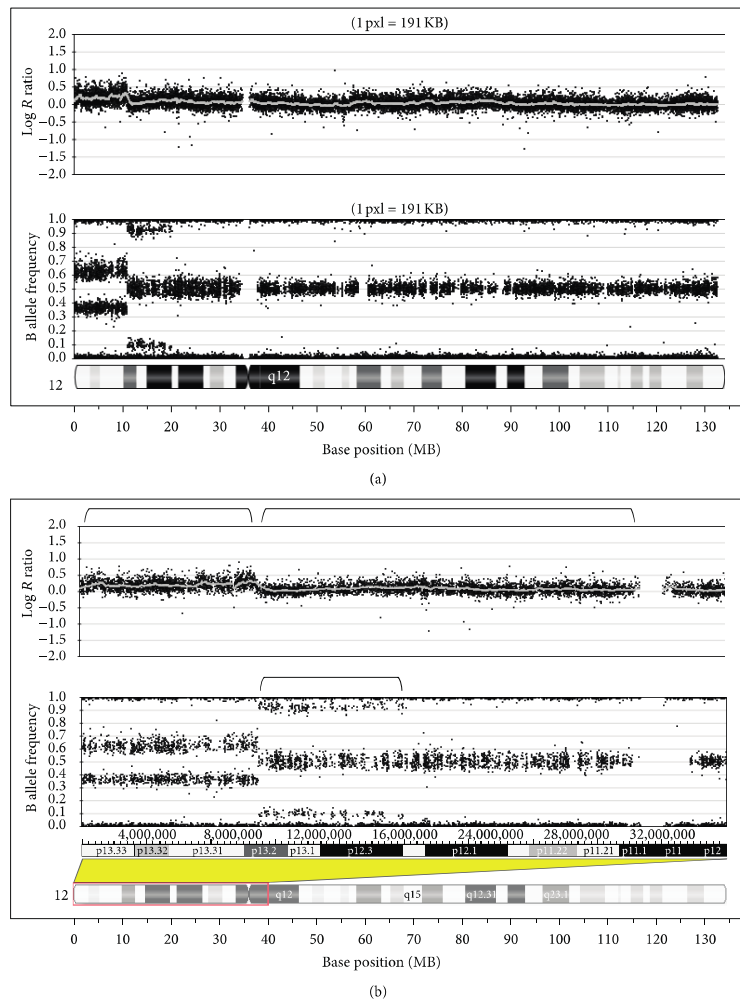 (1 pxl = 191 KB)
2.0
1.5
1.0
0.5
0.0
−0.5
−1.0
−1.5
−2.0
Log R ratio
(1 pxl = 191 KB)
1.0
0.9
0.8
0.7
0.6
0.5
0.4
0.3
0.2
0.1
0.0
B allele frequency
12
q12
0 10 20 30 40 50 60 70 80 90 100 110 120 130
Base position (MB)
(a)
2.0
1.5
1.0
0.5
0.0
−0.5
−1.0
−1.5
−2.0
Log R ratio
1.0
0.9
0.8
0.7
0.6
0.5
0.4
0.3
0.2
0.1
0.0
B allele frequency
4,000,000 8,000,000 12,000,000 16,000,000 24,000,000 28,000,000 32,000,000
p13.33 p13.32 p13.31 p13.2 p13.1 p12.3 p12.1 p11.22 p11.21 p11.1 p11 p12
12
q12 q15 q12.31 q23.1
0 10 20 30 40 50 60 70 80 90 100 110 120 130
Base position (MB)
(b)